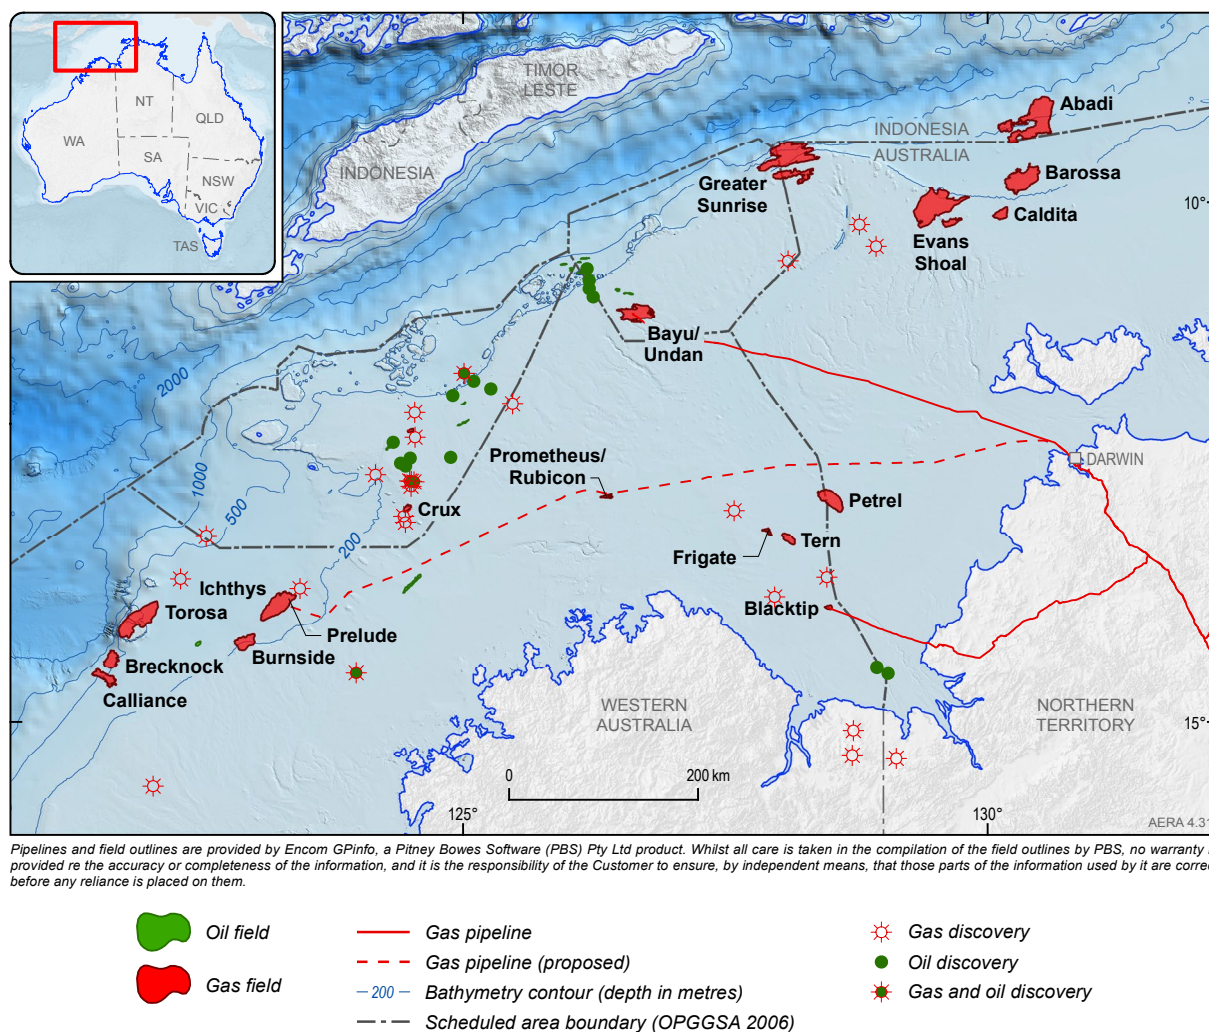 NT
QLD
WA
SA
NSW
VIC
TAS
TIMOR
LESTE
INDONESIA
INDONESIA
AUSTRALIA
Abadi
Greater
Sunrise
Barossa
Caldita
10°
Evans
Shoal
Bayu/
Undan
2000
1000
500
200
Prometheus/
Rubicon
DARWIN
Crux
Petrel
Frigate
Tern
Ichthys
Torosa
Blacktip
Prelude
Brecknock
Burnside
Calliance
WESTERN
AUSTRALIA
NORTHERN
TERRITORY
15°
0
200 km
125°
130°
AERA 4.31
Pipelines and field outlines are provided by Encom GPinfo, a Pitney Bowes Software (PBS) Pty Ltd product. Whilst all care is taken in the compilation of the field outlines by PBS, no warranty
provided re the accuracy or completeness of the information, and it is the responsibility of the Customer to ensure, by independent means, that those parts of the information used by it are corre
before any reliance is placed on them.
Oil field
Gas field
Gas pipeline
Gas pipeline (proposed)
200
Bathymetry contour (depth in metres)
Scheduled area boundary (OPGGSA 2006)
Gas discovery
Oil discovery
Gas and oil discovery